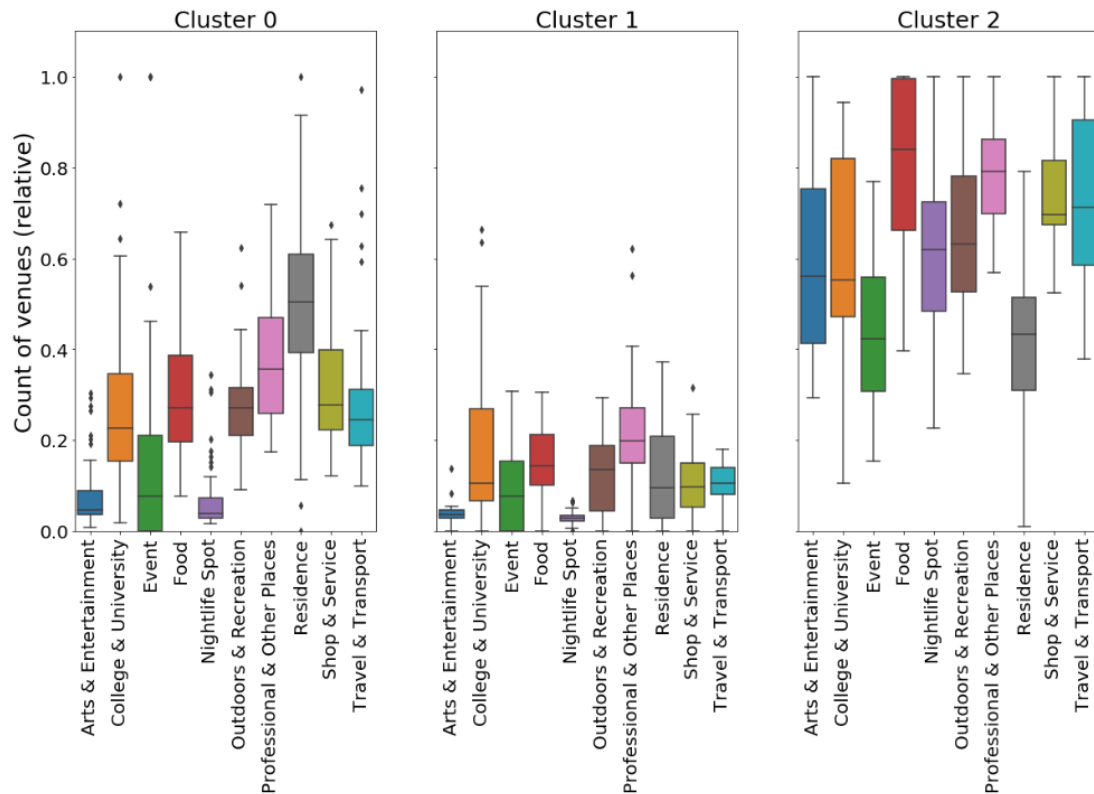 Cluster 0
Cluster 1
Cluster 2
Count of venues (relative)
1.0
0.8
0.6
0.4
0.2
0.0
Arts & Entertainment
College & University
Event
Food
Nightlife Spot
Outdoors & Recreation
Professional & Other Places
Residence
Shop & Service
Travel & Transport
Arts & Entertainment
College & University
Event
Food
Nightlife Spot
Outdoors & Recreation
Professional & Other Places
Residence
Shop & Service
Travel & Transport
Arts & Entertainment
College & University
Event
Food
Nightlife Spot
Outdoors & Recreation
Professional & Other Places
Residence
Shop & Service
Travel & Transport